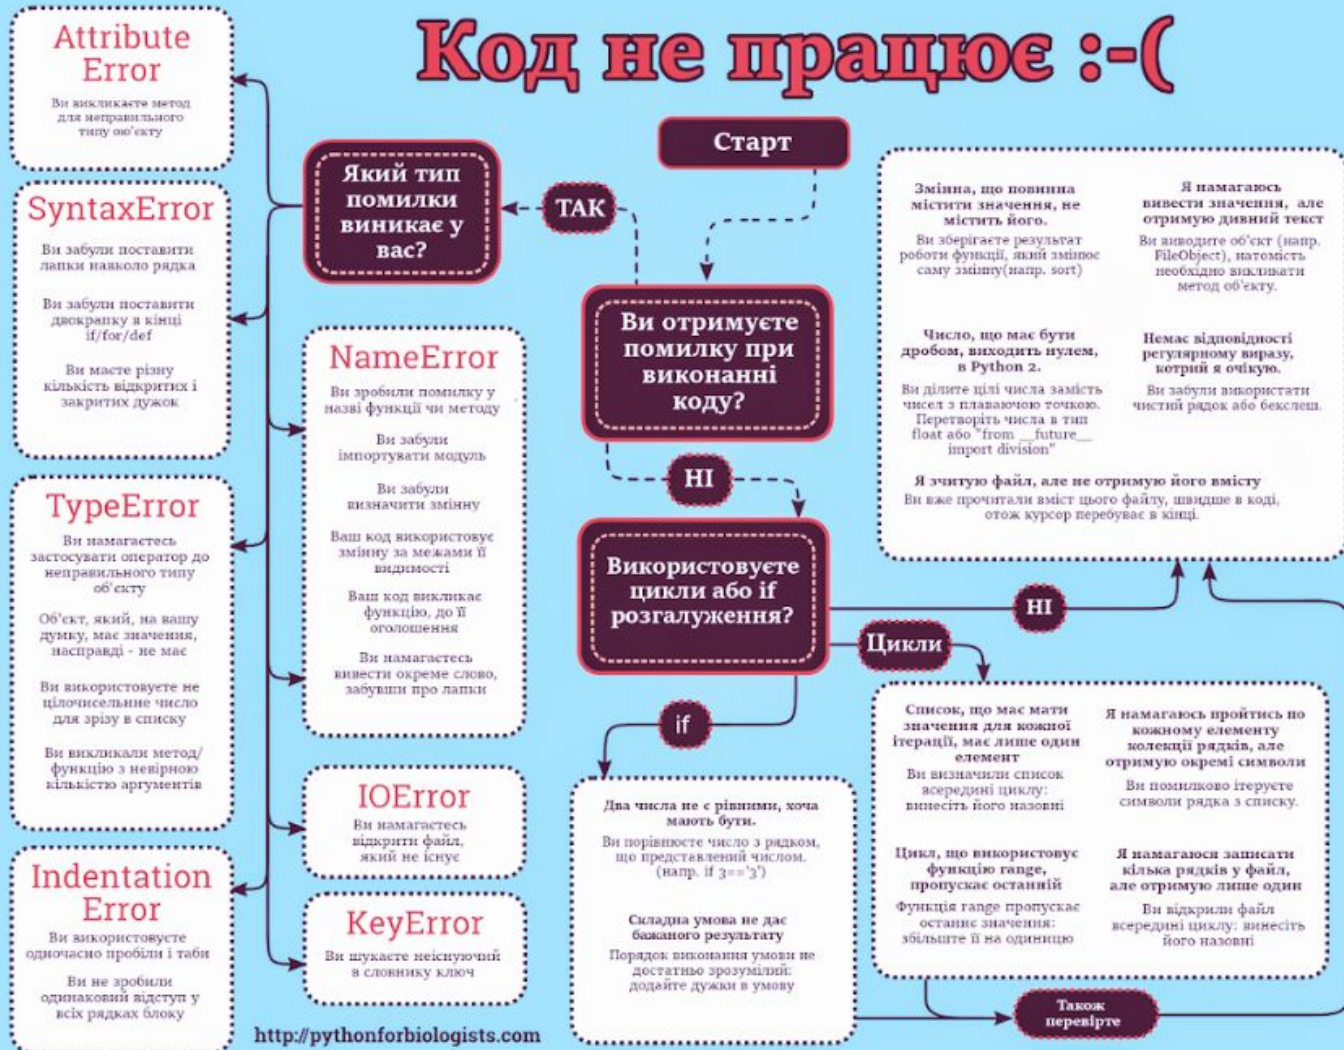 Код не працює :-(
Старт
Ви отримуєте
помилку при
виконанні
коду?
ТАК
Який тип
помилки
виникає у
вас?
Attribute
Error
Ви викликаєте метод
для неправильного
типу ою'єкту
SyntaxError
Ви забули поставити
лапки навколо рядка
Ви забули поставити
двокрапку в кінці
if/for/def
Ви маєте різну
кількість відкритих і
закритих дужок
TypeError
Ви намагаєтесь
застосувати оператор до
неправильного типу
об'єкту
Об'єкт, який, на вашу
думку, має значення,
насправді - не має
Ви використовуєте не
цілочисельние число
для зрізу в списку
Ви викликали метод/
функцію з невірною
кількістю аргументів
Indentation
Error
Ви використовуєте
одночасно пробіли і таби
Ви не зробили
одинаковий відступ у
всіх рядках блоку
NameError
Ви зробили помилку у
назві функції чи методу
Ви забули
імпортувати модуль
Ви забули
визначити змінну
Ваш код використовує
змінну за межами її
видимості
Ваш код викликає
функцію, до її
оголошення
Ви намагаєтесь
вивести окреме слово,
забувши про лапки
IOError
Ви намагаєтесь
відкрити файл,
який не існує
KeyError
Ви шукаєте неіснуючий
в словнику ключ
http://pythonforbiologists.com
НІ
Використовуєте
цикли або if
розгалуження?
if
Два числа не є рівними, хоча
мають бути.
Ви порівнюєте число з рядком,
що представлений числом.
(напр. if 3=='3')
Складна умова не дає
бажаного результату
Порядок виконання умови не
достатньо зрозумілий:
додайте дужки в умову
Цикли
Список, що має мати
значення для кожної
ітерації, має лише один
елемент
Ви визначили список
всередині циклу:
винесіть його назовні
Я намагаюсь пройтись по
кожному елементу
колекції рядків, але
отримую окремі символи
Ви помилково ітеруєте
символи рядка з списку.
Цикл, що використовує
функцію range,
пропускає останній
Функція range пропускає
останнє значення:
збільште її на одиницю
Я намагаюся записати
кілька рядків у файл,
але отримую лише один
Ви відкрили файл
всередині циклу: винесіть
його назовні
Також
перевірте
НІ
Змінна, що повинна
містити значення, не
містить його.
Ви зберігаєте результат
роботи функції, який змінює
саму змінну(напр. sort)
Я намагаюсь
вивести значення, але
отримую дивний текст
Ви виводите об'єкт (напр.
FileObject), натомість
необхідно викликати
метод об'єкту.
Число, що має бути
дробом, виходить нулем,
в Python 2.
Ви ділите цілі числа замість
чисел з плаваючою точкою.
Перетворіть числа в тип
float або "from __future__
import division"
Немає відповідності
регулярному виразу,
котрий я очікую.
Ви забули використати
чистий рядок або бекслеш.
Я зчитую файл, але не отримую його вмісту
Ви вже прочитали вміст цього файлу, швидше в коді,
отож курсор перебуває в кінці.